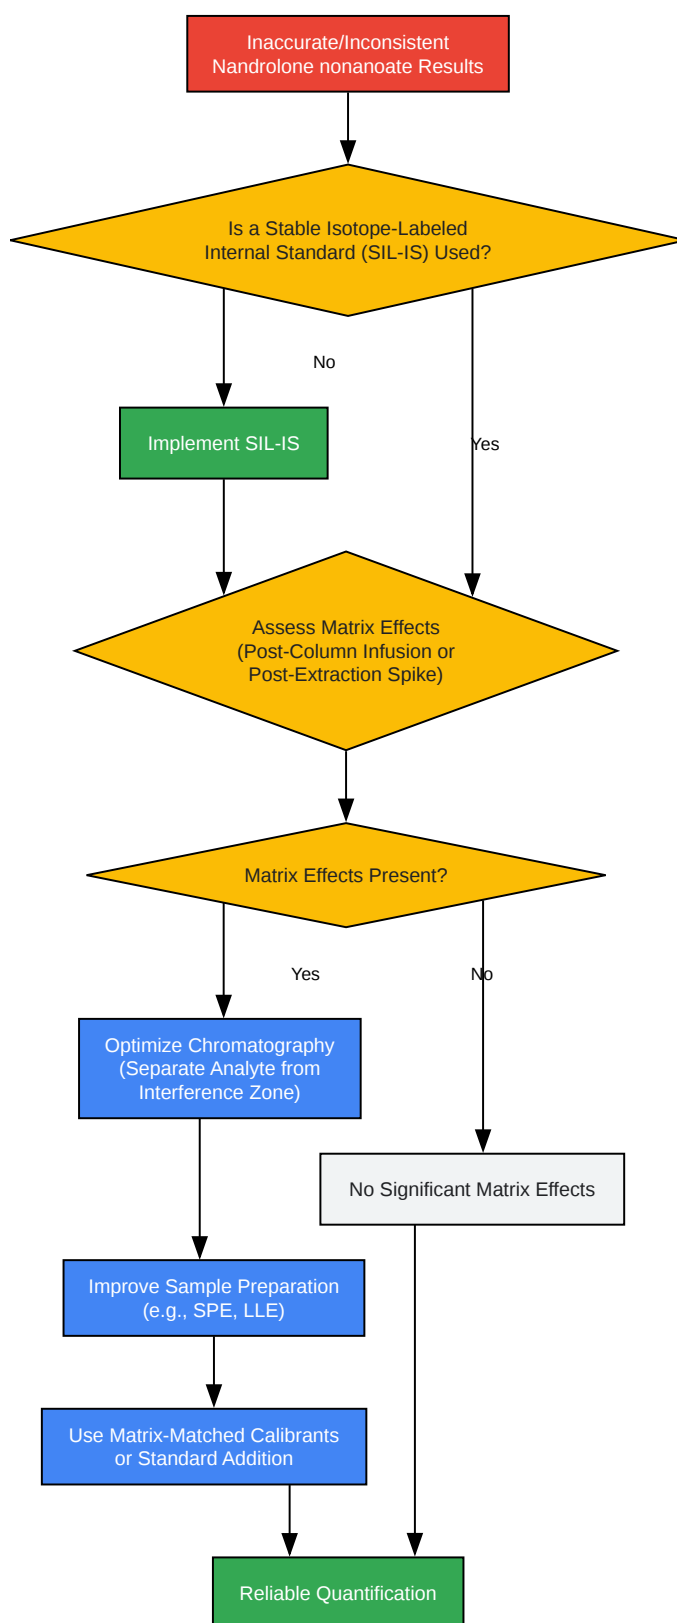 Inaccurate/Inconsistent
Nandrolone nonanoate Results
Is a Stable Isotope-Labeled
Internal Standard (SIL-IS) Used?
No
Implement SIL-IS
Yes
Assess Matrix Effects
(Post-Column Infusion or
Post-Extraction Spike)
Matrix Effects Present?
Yes
No
Optimize Chromatography
(Separate Analyte from
Interference Zone)
No Significant Matrix Effects
Improve Sample Preparation
(e.g., SPE, LLE)
Use Matrix-Matched Calibrants
or Standard Addition
Reliable Quantification